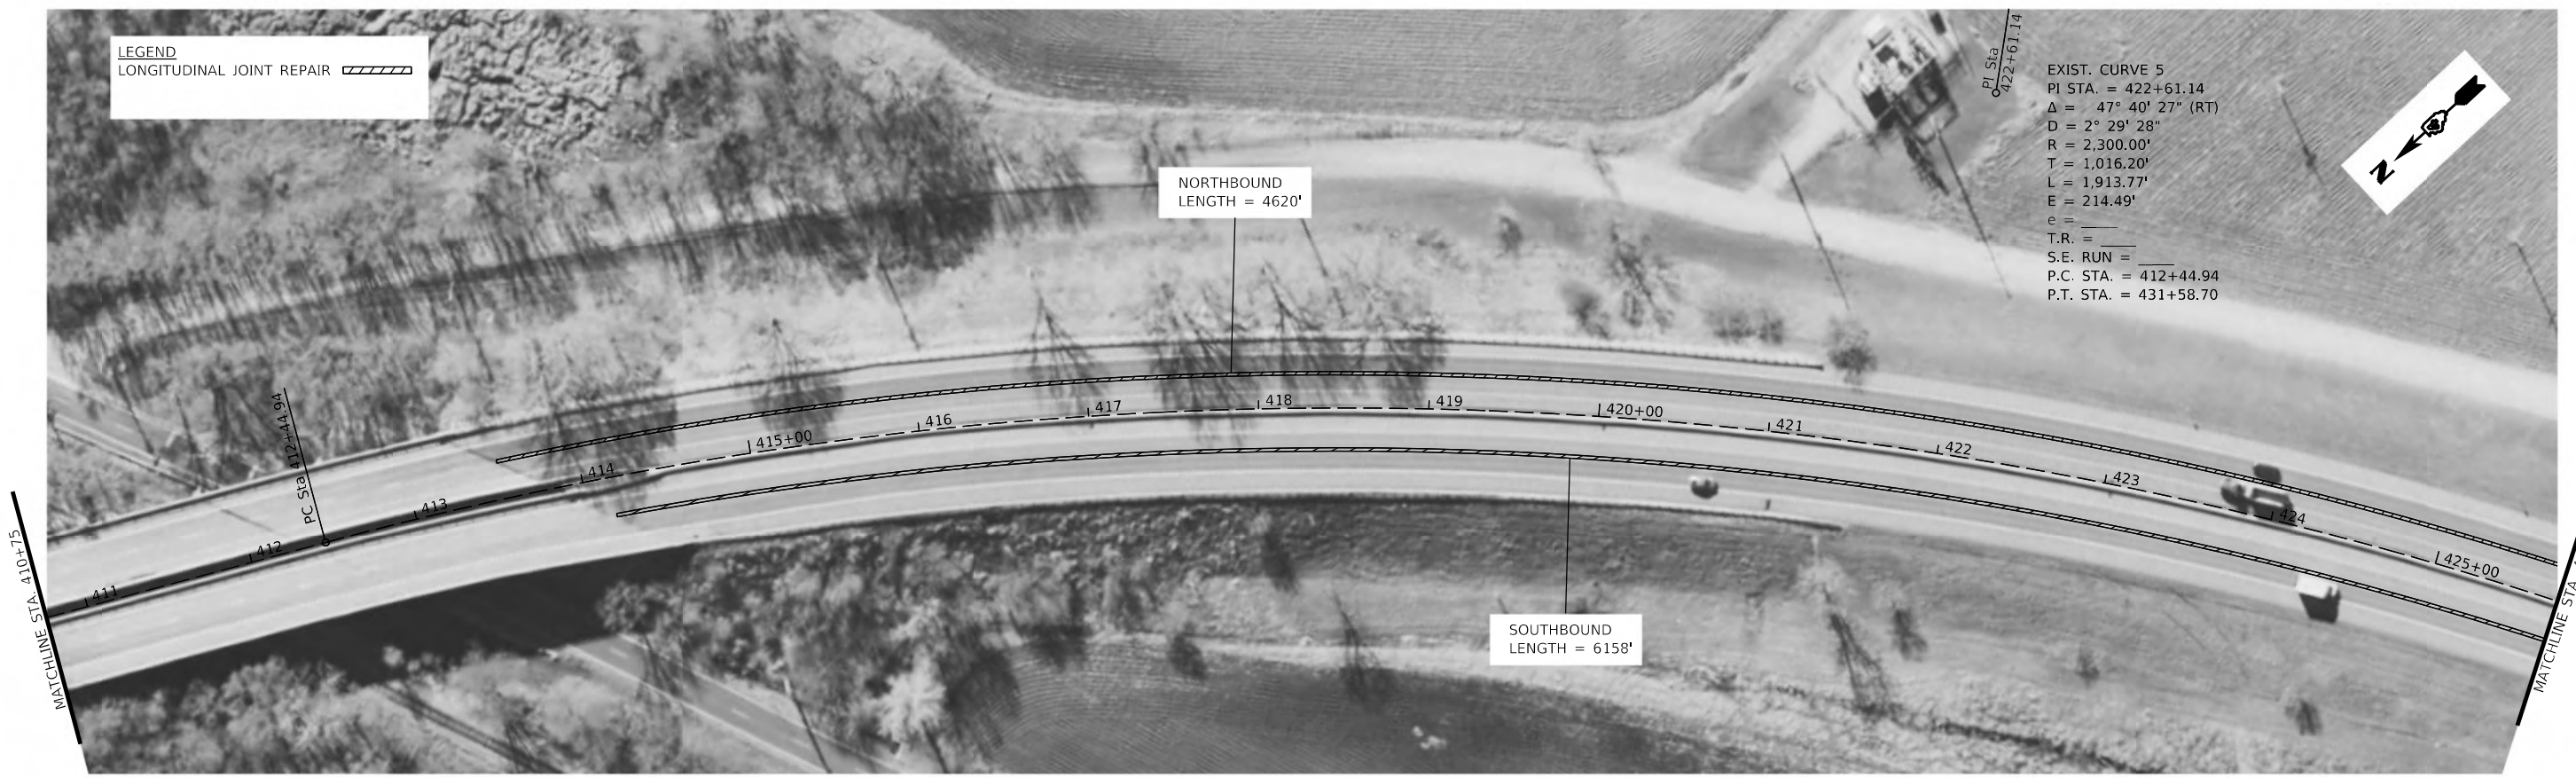 LEGEND
LONGITUDINAL JOINT REPAIR
PI Sta
422+61.14
EXIST. CURVE 5
PI STA. = 422+61.14
Δ = 47° 40' 27" (RT)
D = 2° 29' 28"
R = 2,300.00'
T = 1,016.20'
L = 1,913.77'
E = 214.49'
e = _____
T.R. = _____
S.E. RUN = _____
P.C. STA. = 412+44.94
P.T. STA. = 431+58.70
N
NORTHBOUND
LENGTH = 4620'
PC Sta 412+44.94
411
412
413
414
415+00
416
417
418
419
420+00
421
422
423
424
425+00
SOUTHBOUND
LENGTH = 6158'
MATCHLINE STA. 410+75
MATCHLINE STA